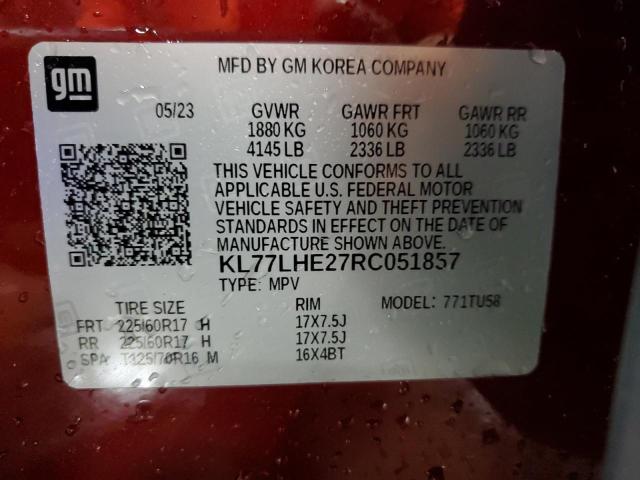 gm
MFD BY GM KOREA COMPANY
05/23 GVWR GAWR FRT GAWR RR
1880 KG 1060 KG 1060 KG
4145 LB 2336 LB 2336 LB
THIS VEHICLE CONFORMS TO ALL
APPLICABLE U.S. FEDERAL MOTOR
VEHICLE SAFETY AND THEFT PREVENTION
STANDARDS IN EFFECT ON THE DATE OF
MANUFACTURE SHOWN ABOVE.
KL77LHE27RC051857
TYPE: MPV MODEL: 771TU58
TIRE SIZE RIM
FRT 225/60R17 H 17X7.5J
RR 225/60R17 H 17X7.5J
SPA T125/70R16 M 16X4BT